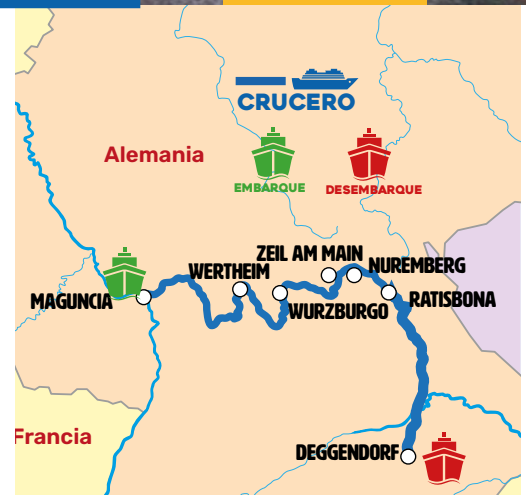 CRUCERO
Alemania
EMBARQUE
DESEMBARQUE
ZEIL AM MAIN
WERTHEIM
NUREMBERG
MAGUNCIA
WURZBURGO
RATISBONA
Francia
DEGGENDORF